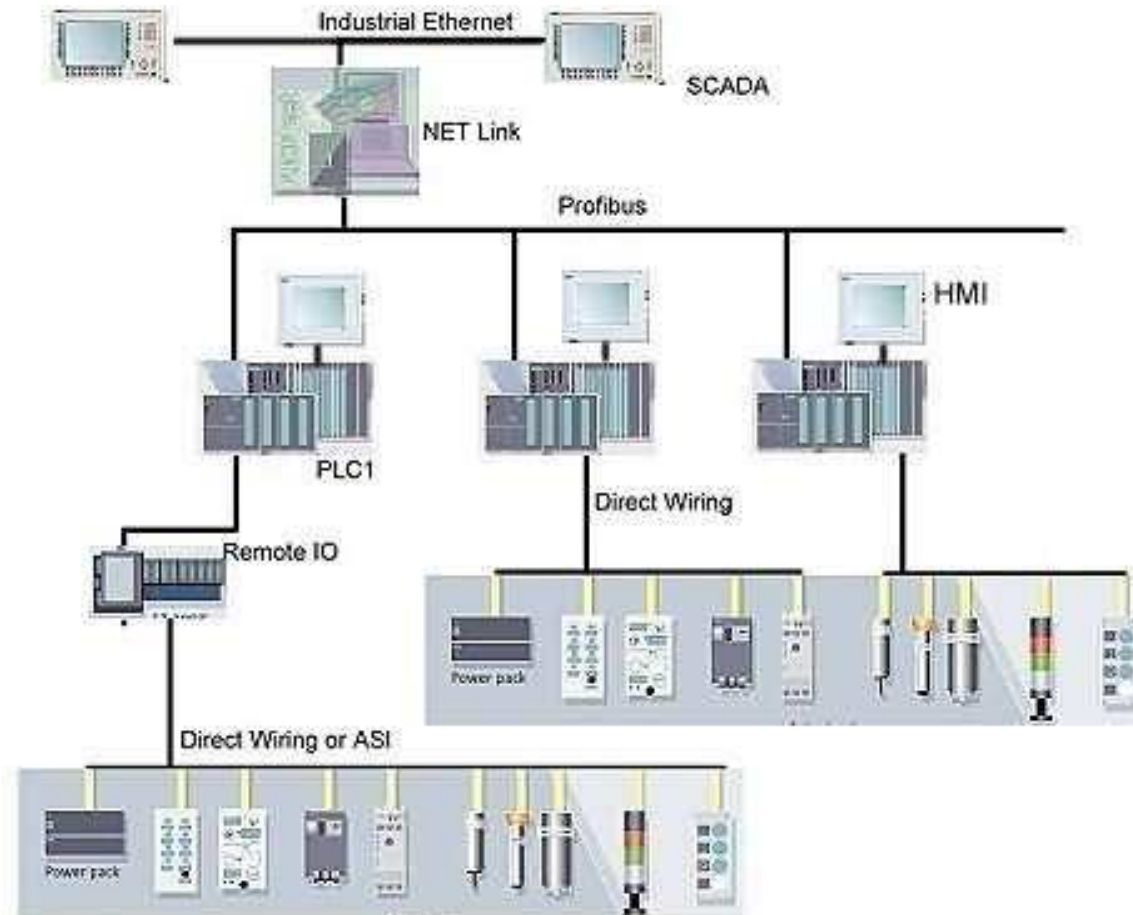 Industrial Ethernet
SCADA
NET Link
Profibus
HMI
PLC1
Direct Wiring
Remote IO
Power pack
Direct Wiring or ASI
Power pack